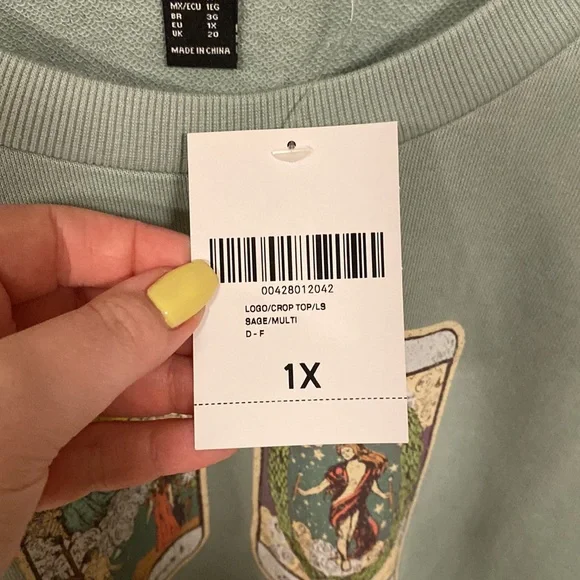 MX/ECU 1EG
BR 3G
EU 1X
UK 20
MADE IN CHINA
00428012042
LOGO/CROP TOP/LS
SAGE/MULTI
D - F
1X